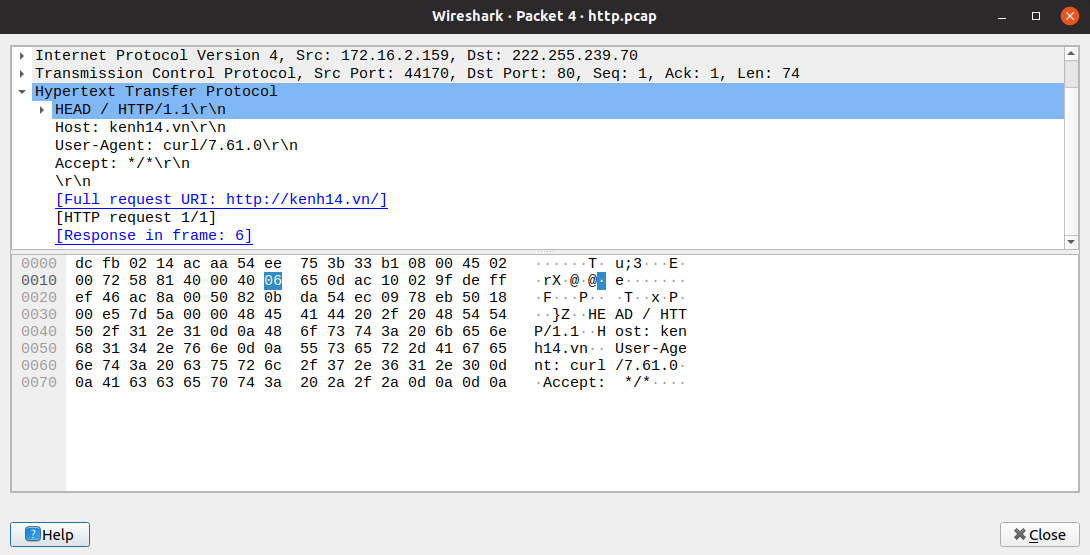 Wireshark · Packet 4 · http.pcap
Internet Protocol Version 4, Src: 172.16.2.159, Dst: 222.255.239.70
Transmission Control Protocol, Src Port: 44170, Dst Port: 80, Seq: 1, Ack: 1, Len: 74
Hypertext Transfer Protocol
HEAD / HTTP/1.1\r\n
Host: kenh14.vn\r\n
User-Agent: curl/7.61.0\r\n
Accept: */*\r\n
\r\n
[Full request URI: http://kenh14.vn/]
[HTTP request 1/1]
[Response in frame: 6]
0000 dc fb 02 14 ac aa 54 ee 75 3b 33 b1 08 00 45 02 ······T· u;3···E·
0010 00 72 58 81 40 00 40 06 65 0d ac 10 02 9f de ff ·rX·@·@· e·······
0020 ef 46 ac 8a 00 50 82 0b da 54 ec 09 78 eb 50 18 ·F···P·· ·T··x·P·
0030 00 e5 7d 5a 00 00 48 45 41 44 20 2f 20 48 54 54 ··}Z··HE AD / HTT
0040 50 2f 31 2e 31 0d 0a 48 6f 73 74 3a 20 6b 65 6e P/1.1··H ost: ken
0050 68 31 34 2e 76 6e 0d 0a 55 73 65 72 2d 41 67 65 h14.vn·· User-Age
0060 6e 74 3a 20 63 75 72 6c 2f 37 2e 36 31 2e 30 0d nt: curl /7.61.0·
0070 0a 41 63 63 65 70 74 3a 20 2a 2f 2a 0d 0a 0d 0a ·Accept: */*····
Help
Close